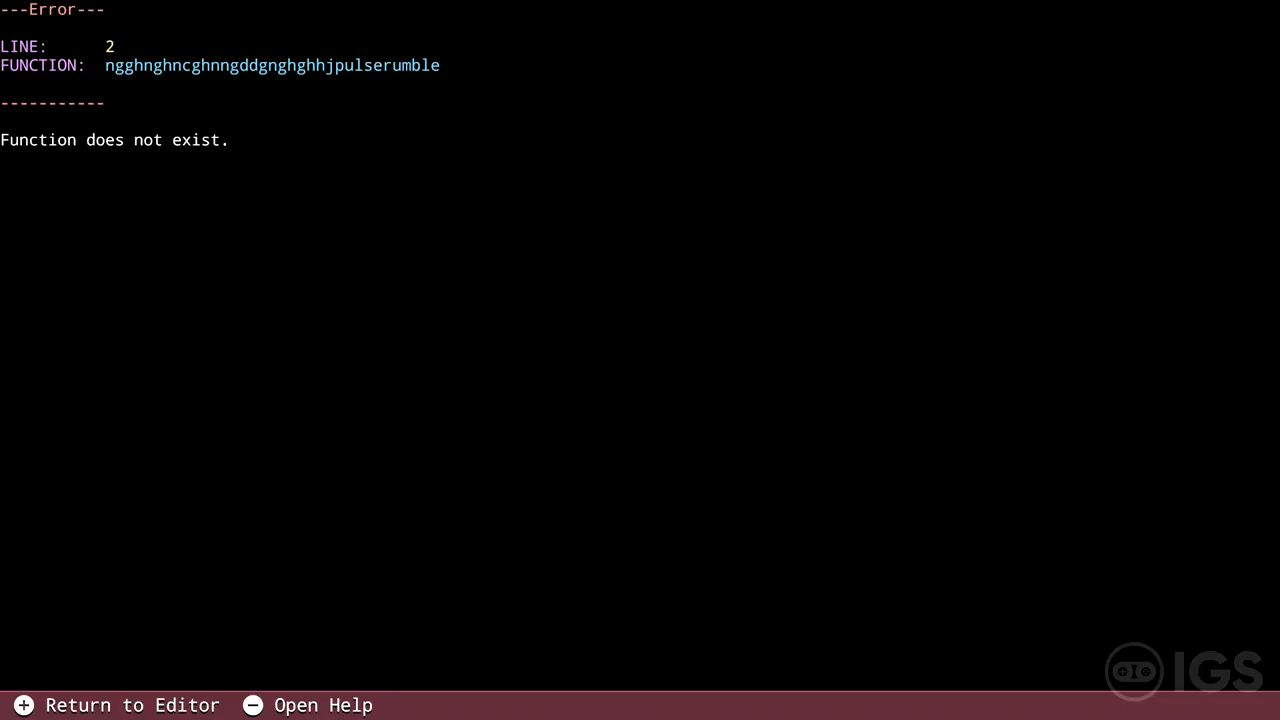 ---Error---
LINE: 2
FUNCTION: ngghnghncghnngddgnghghhjpulserumble
-----------
Function does not exist.
IGS
+ Return to Editor - Open Help